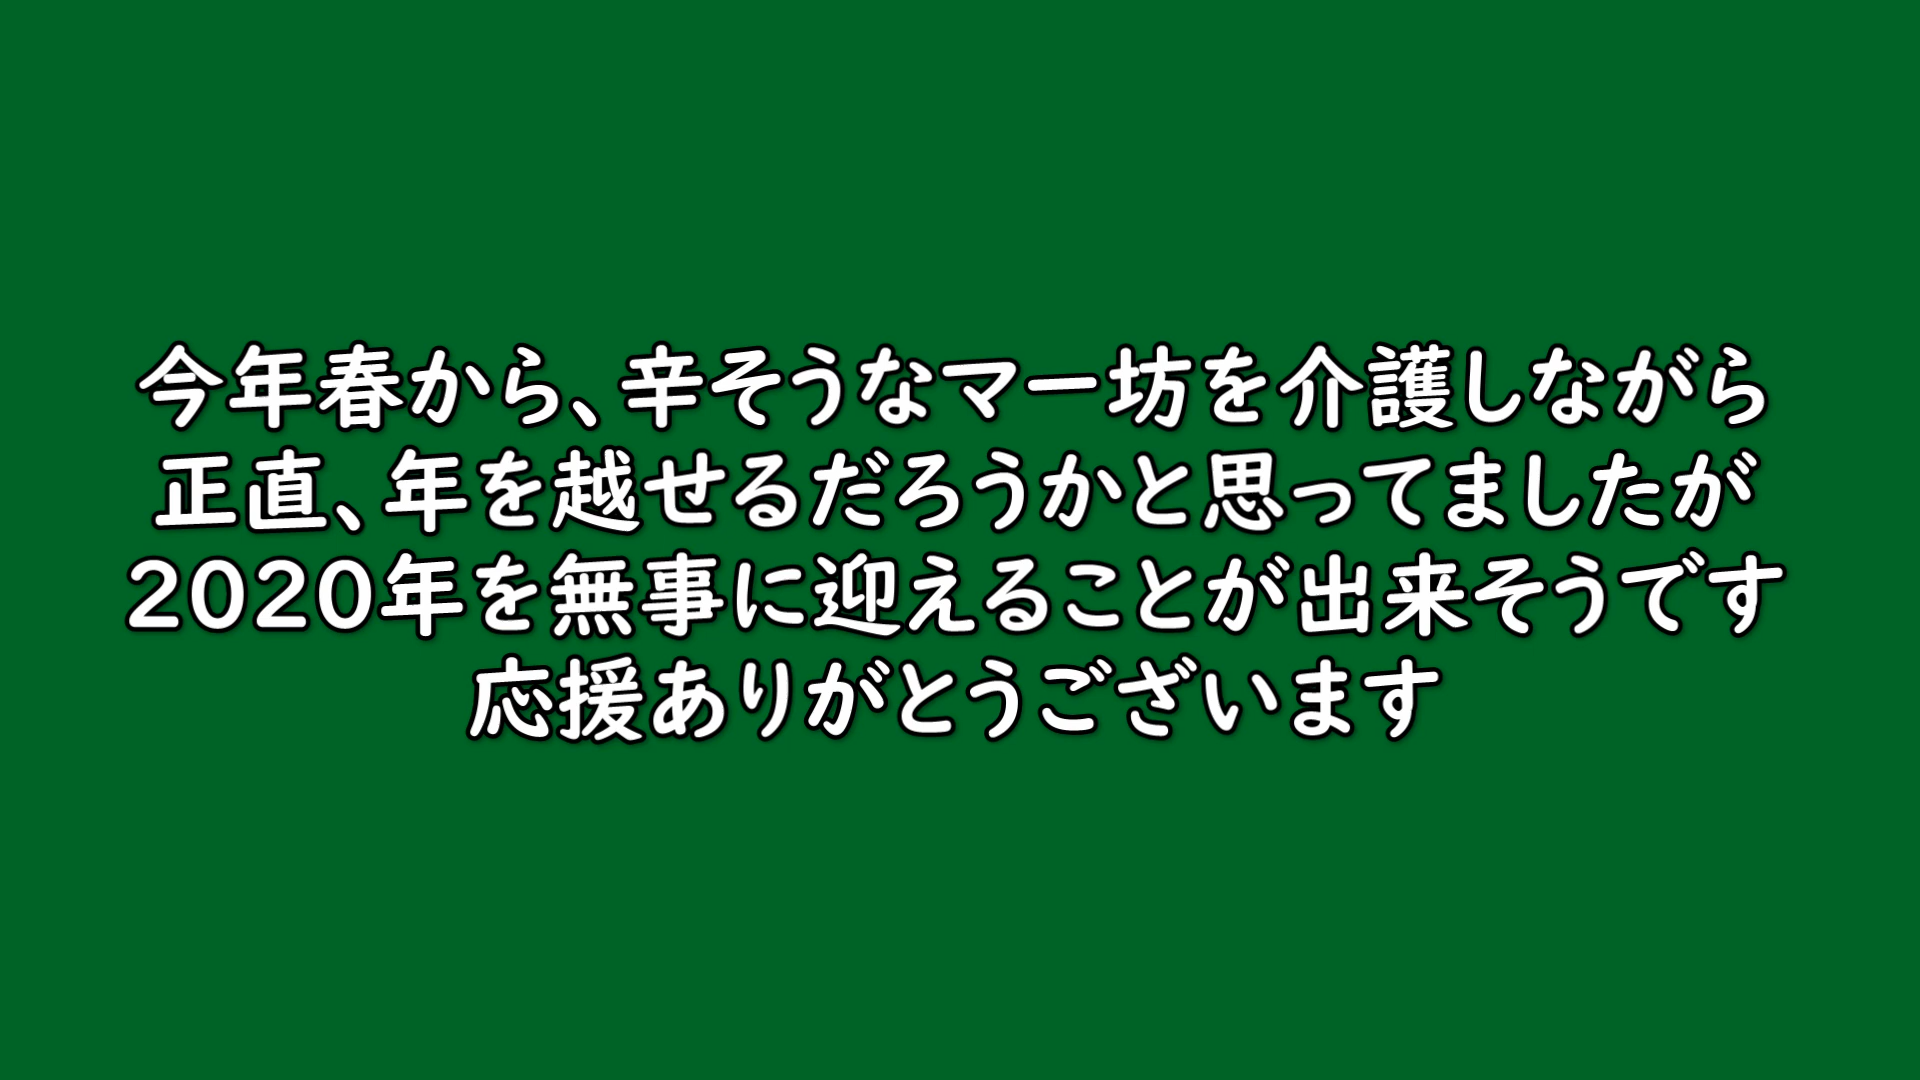 今年春から、辛そうなマー坊を介護しながら
正直、年を越せるだろうかと思ってましたが
2020年を無事に迎えることが出来そうです
応援ありがとうございます